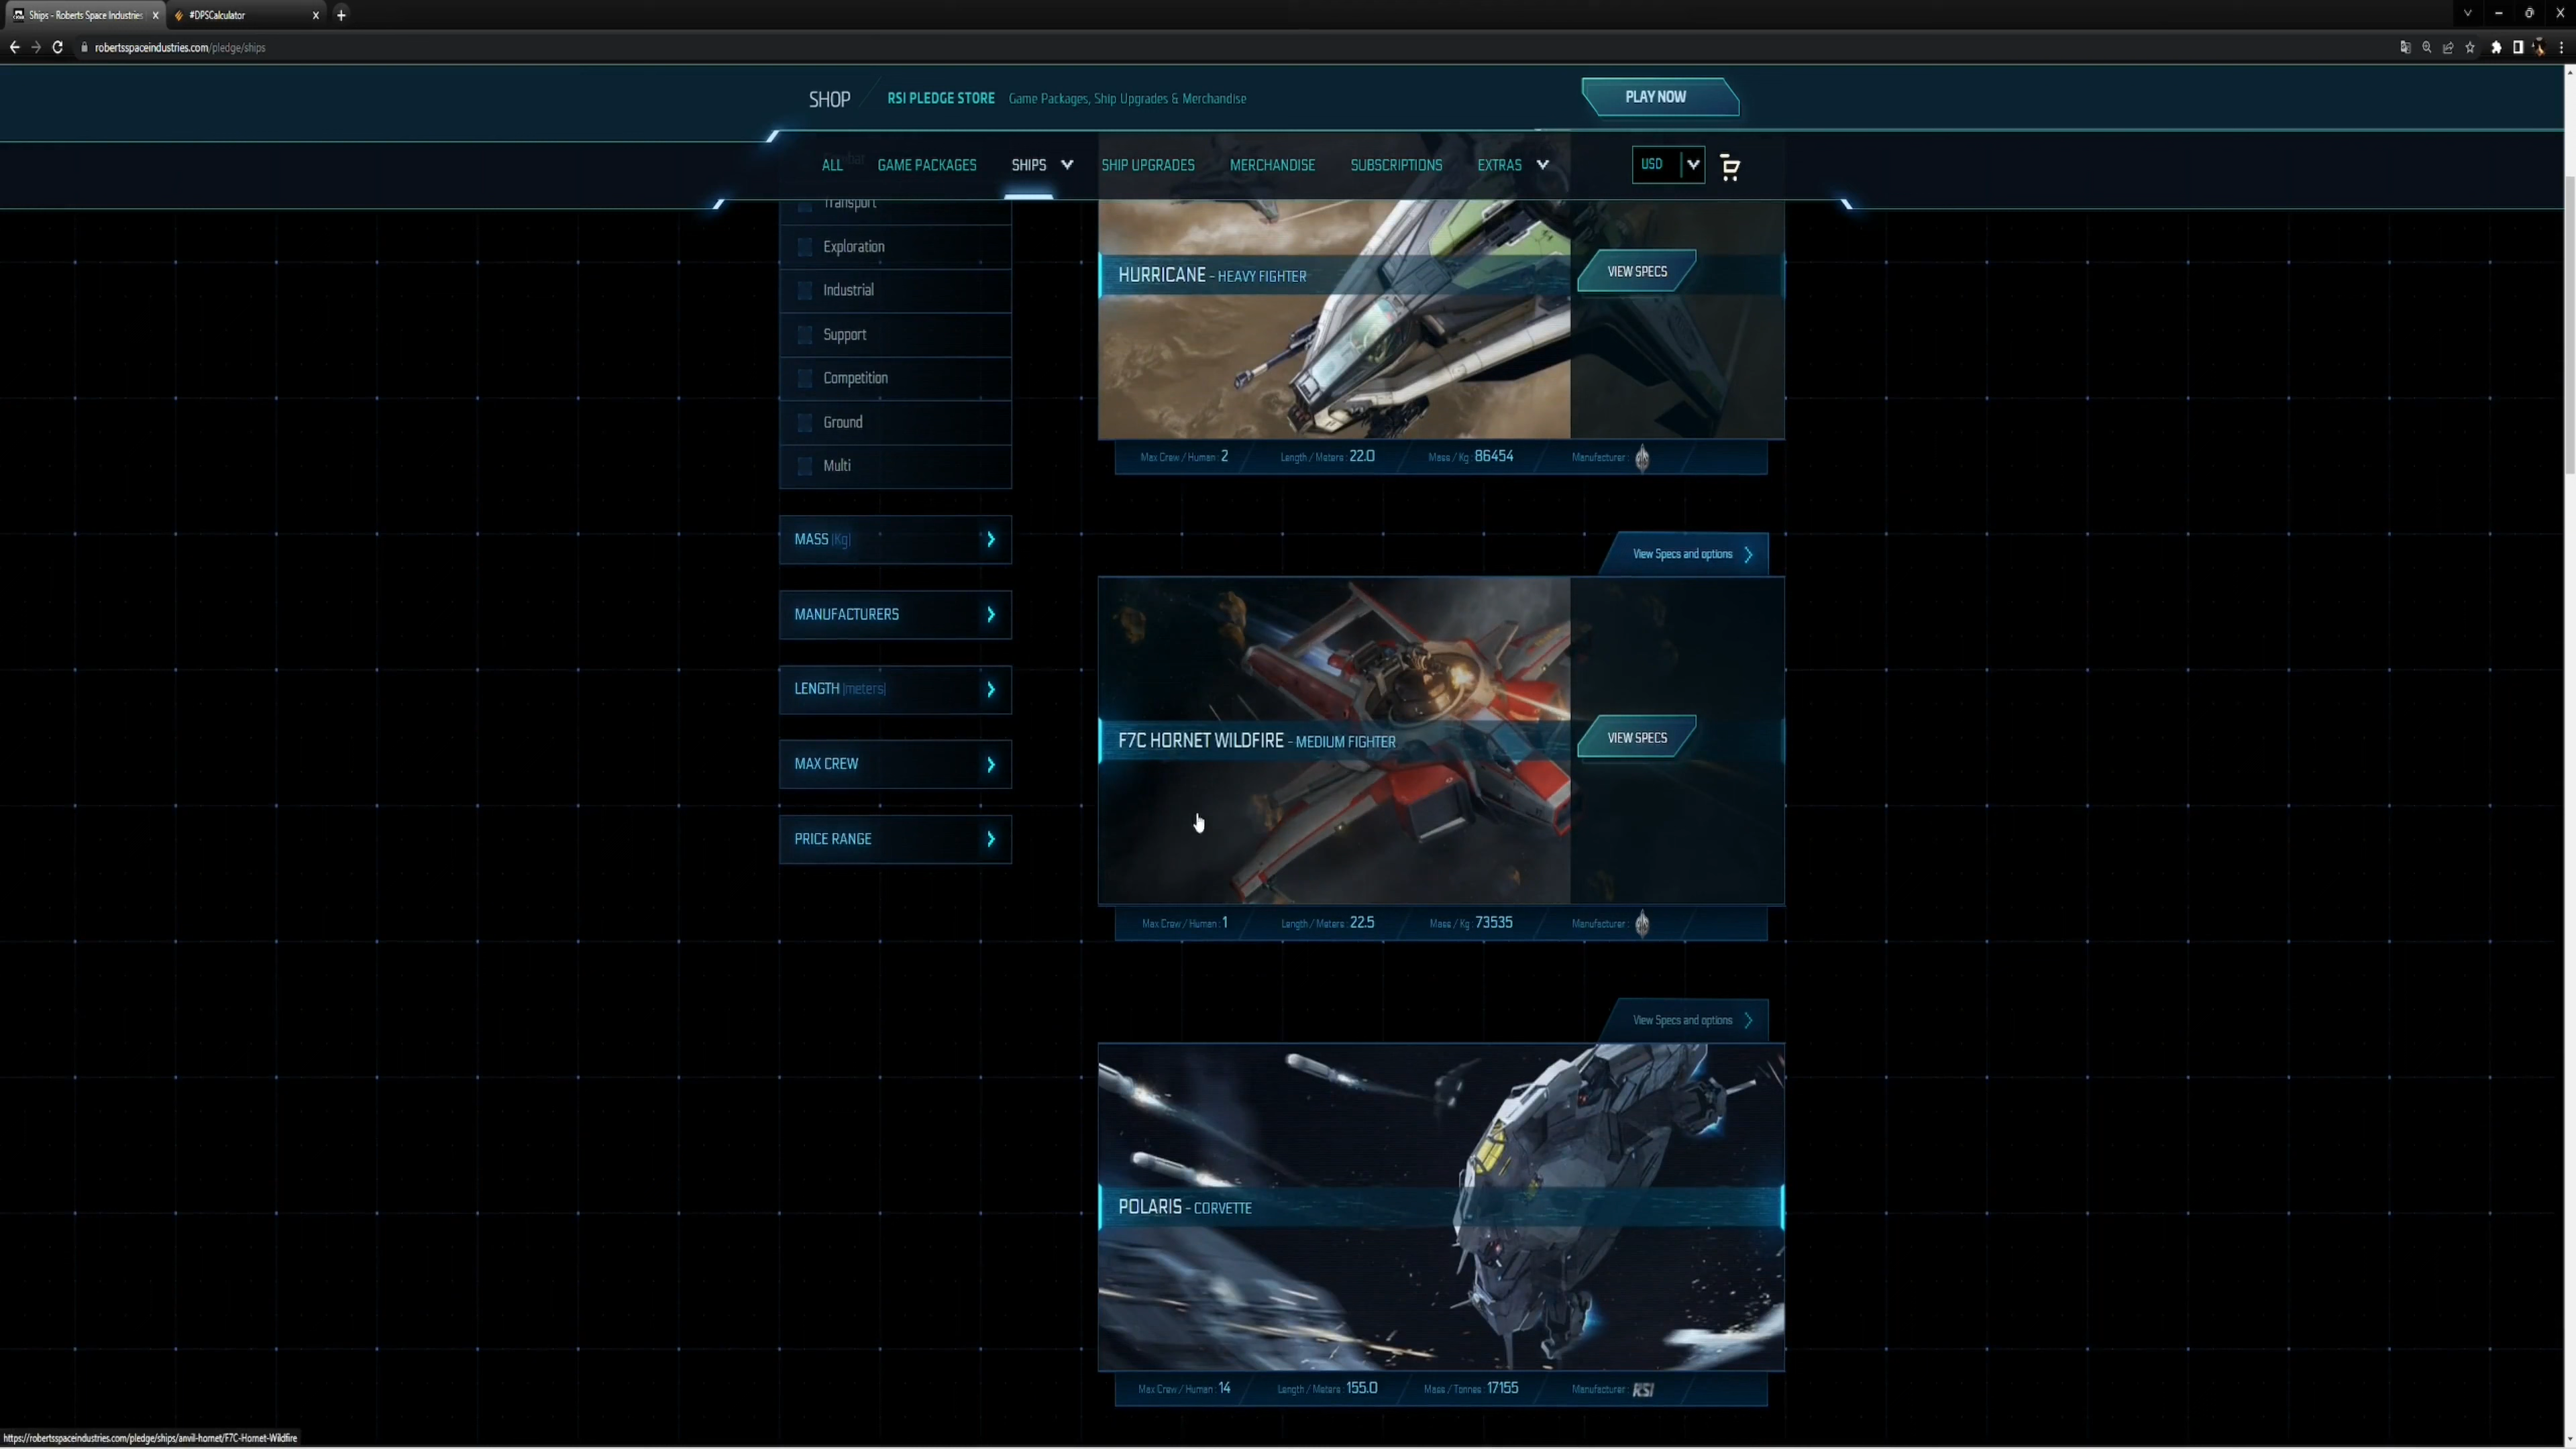 Ships - Roberts Space Industries
#DPSCalculator
robertsspaceindustries.com/pledge/ships
SHOP
RSI PLEDGE STORE
Game Packages, Ship Upgrades & Merchandise
PLAY NOW
ALL
GAME PACKAGES
SHIPS
SHIP UPGRADES
MERCHANDISE
SUBSCRIPTIONS
EXTRAS
USD
Transport
Exploration
Industrial
Support
Competition
Ground
Multi
MASS [Kg]
MANUFACTURERS
LENGTH [meters]
MAX CREW
PRICE RANGE
HURRICANE - HEAVY FIGHTER
VIEW SPECS
Max Crew / Human : 2
Length / Meters : 22.0
Mass / Kg : 86454
Manufacturer :
View Specs and options
F7C HORNET WILDFIRE - MEDIUM FIGHTER
VIEW SPECS
Max Crew / Human : 1
Length / Meters : 22.5
Mass / Kg : 73535
Manufacturer :
View Specs and options
POLARIS - CORVETTE
Max Crew / Human : 14
Length / Meters : 155.0
Mass / Tonnes : 17155
Manufacturer : RSI
https://robertsspaceindustries.com/pledge/ships/anvil-hornet/F7C-Hornet-Wildfire